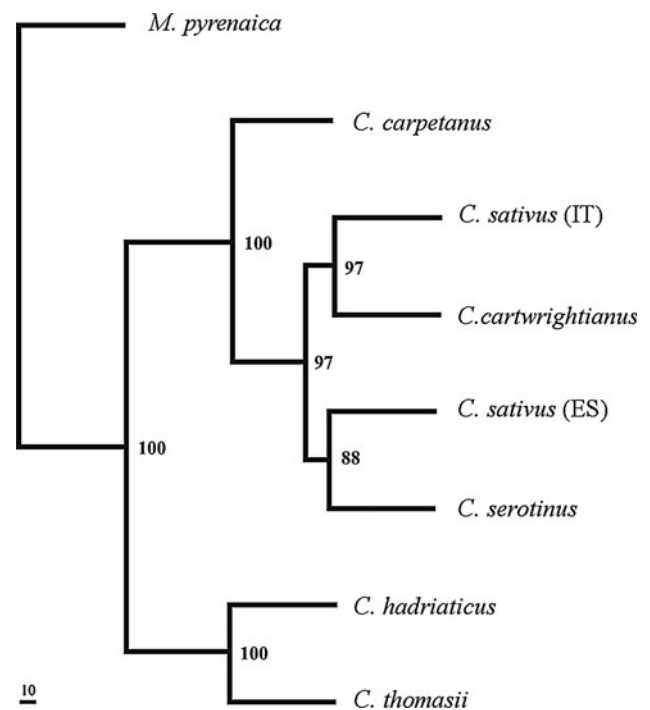 M. pyrenaica
C. carpetanus
C. sativus (IT)
100
97
C.cartwrightianus
97
C. sativus (ES)
100
88
C. serotinus
C. hadriaticus
100
10
C. thomasii